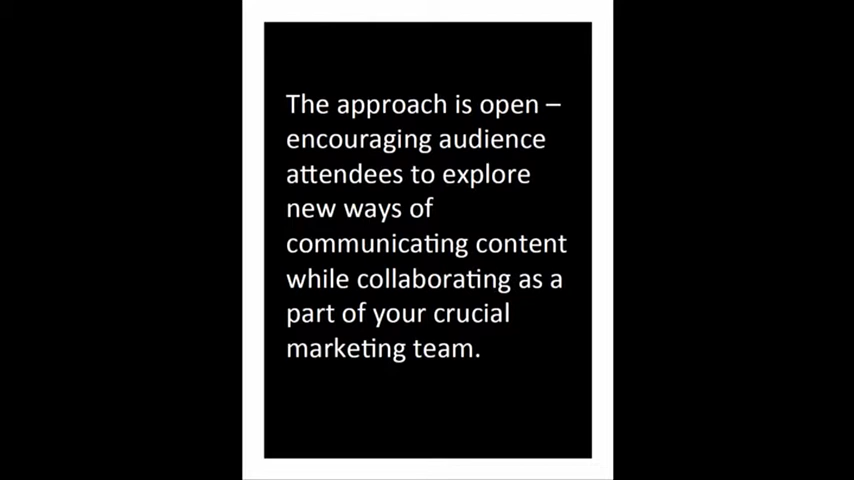 The approach is open –
encouraging audience
attendees to explore
new ways of
communicating content
while collaborating as a
part of your crucial
marketing team.